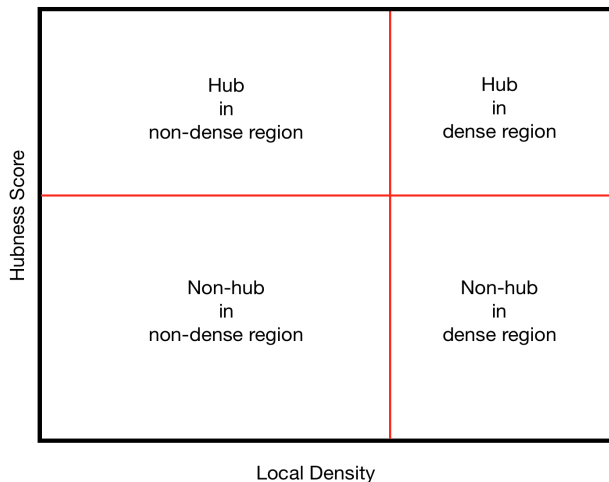 Hub
in
non-dense region
Hub
in
dense region
Hubness Score
Non-hub
in
non-dense region
Non-hub
in
dense region
Local Density